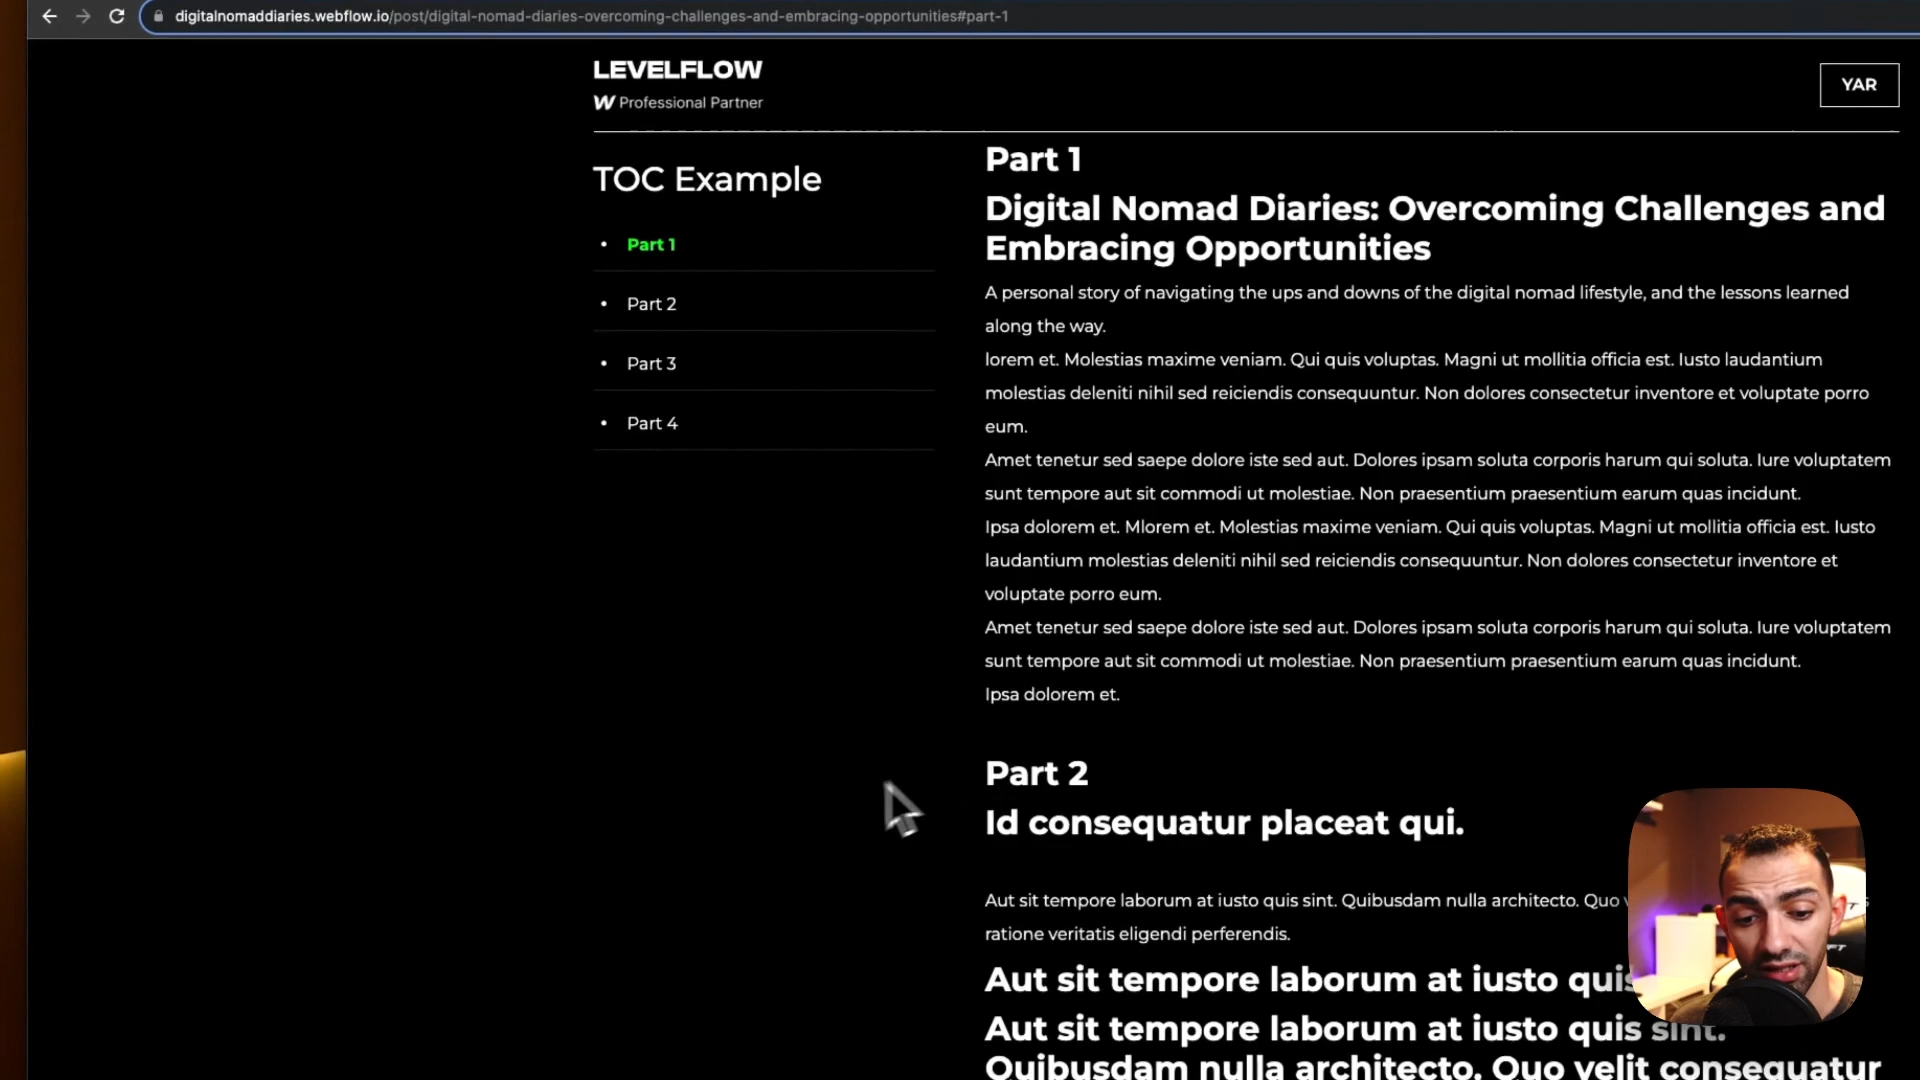 digitalnomaddiaries.webflow.io/post/digital-nomad-diaries-overcoming-challenges-and-embracing-opportunities#part-1
LEVELFLOW
W Professional Partner
YAR
TOC Example
• Part 1
• Part 2
• Part 3
• Part 4
Part 1
Digital Nomad Diaries: Overcoming Challenges and
Embracing Opportunities
A personal story of navigating the ups and downs of the digital nomad lifestyle, and the lessons learned
along the way.
lorem et. Molestias maxime veniam. Qui quis voluptas. Magni ut mollitia officia est. Iusto laudantium
molestias deleniti nihil sed reiciendis consequuntur. Non dolores consectetur inventore et voluptate porro
eum.
Amet tenetur sed saepe dolore iste sed aut. Dolores ipsam soluta corporis harum qui soluta. Iure voluptatem
sunt tempore aut sit commodi ut molestiae. Non praesentium praesentium earum quas incidunt.
Ipsa dolorem et. Mlorem et. Molestias maxime veniam. Qui quis voluptas. Magni ut mollitia officia est. Iusto
laudantium molestias deleniti nihil sed reiciendis consequuntur. Non dolores consectetur inventore et
voluptate porro eum.
Amet tenetur sed saepe dolore iste sed aut. Dolores ipsam soluta corporis harum qui soluta. Iure voluptatem
sunt tempore aut sit commodi ut molestiae. Non praesentium praesentium earum quas incidunt.
Ipsa dolorem et.
Part 2
Id consequatur placeat qui.
Aut sit tempore laborum at iusto quis sint. Quibusdam nulla architecto. Quo
ratione veritatis eligendi perferendis.
Aut sit tempore laborum at iusto quis
Aut sit tempore laborum at iusto quis sint.
Quibusdam nulla architecto. Quo velit consequatur